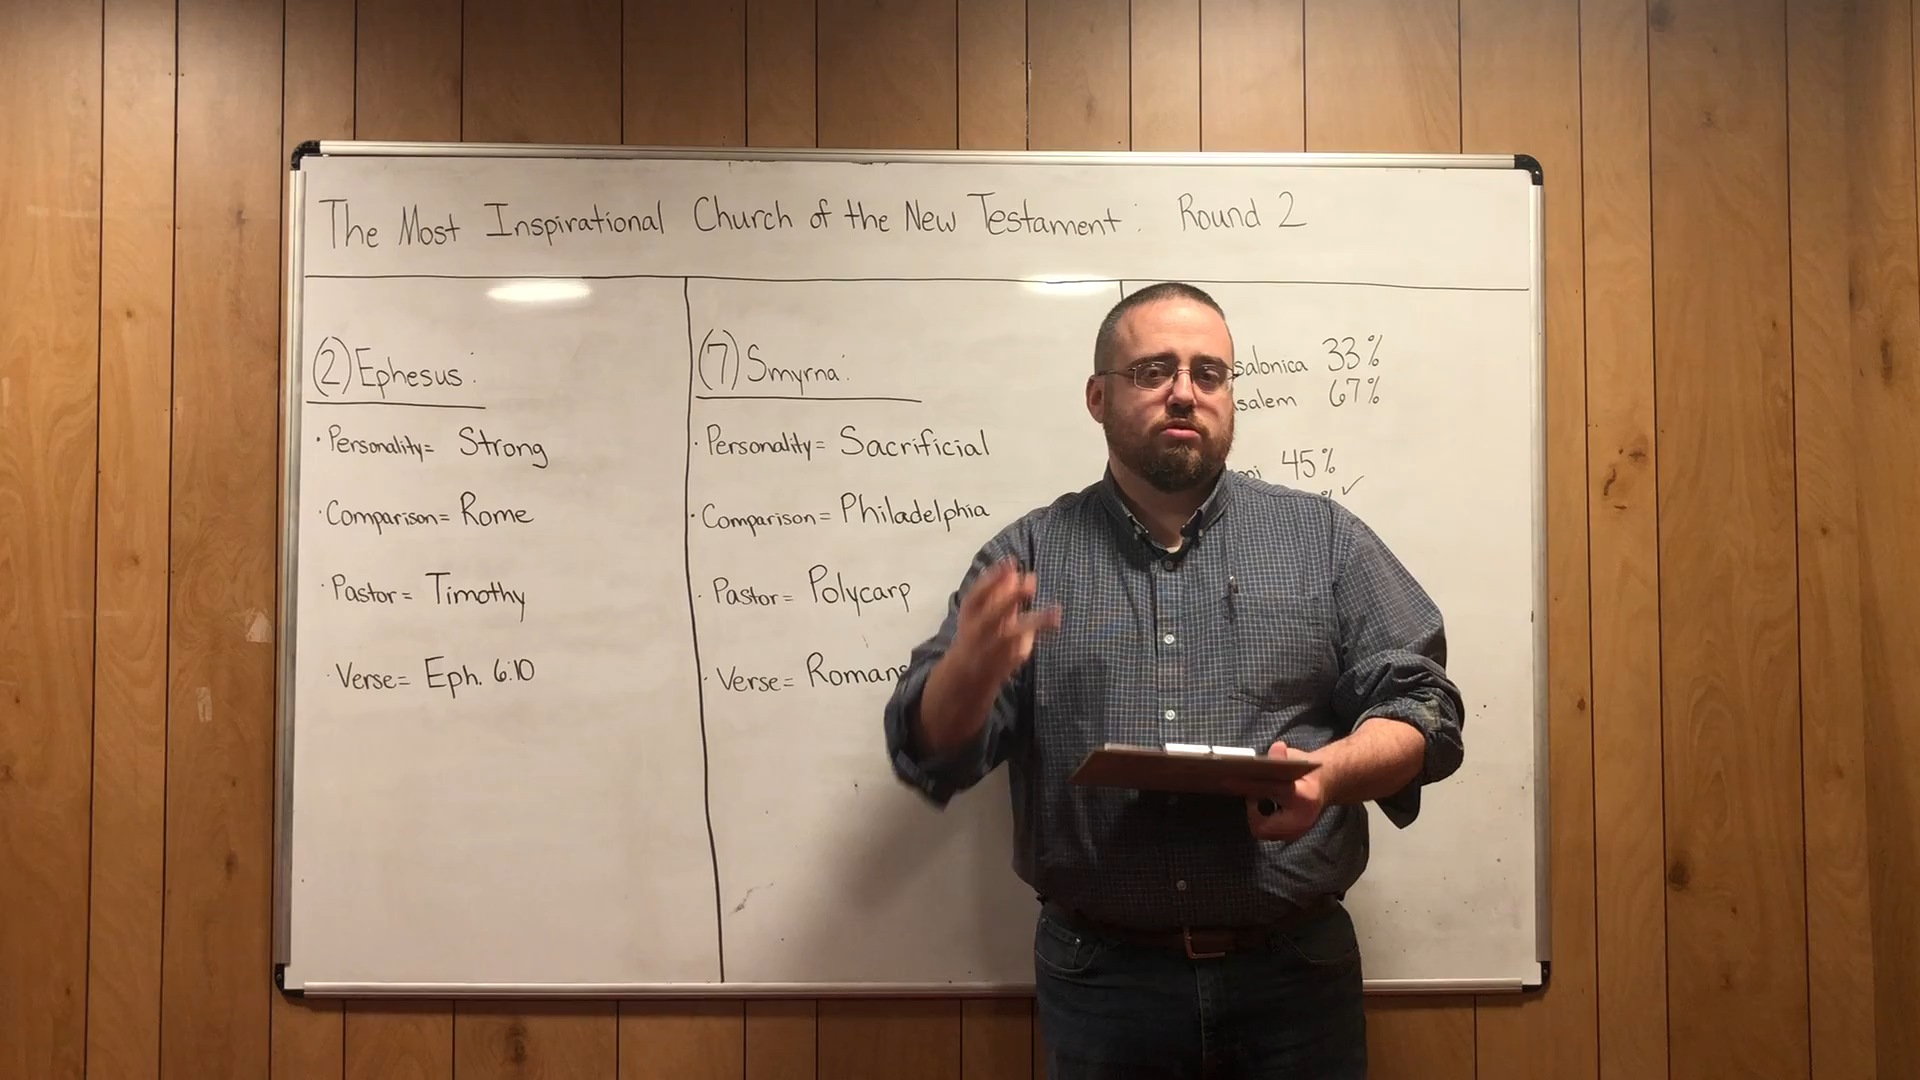 The Most Inspirational Church of the New Testament: Round 2
(2) Ephesus:
· Personality= Strong
· Comparison= Rome
· Pastor= Timothy
· Verse= Eph. 6:10
(7) Smyrna:
· Personality= Sacrificial
· Comparison= Philadelphia
· Pastor= Polycarp
· Verse= Romans
salonica 33%
salem 67%
pi 45%
% ✓